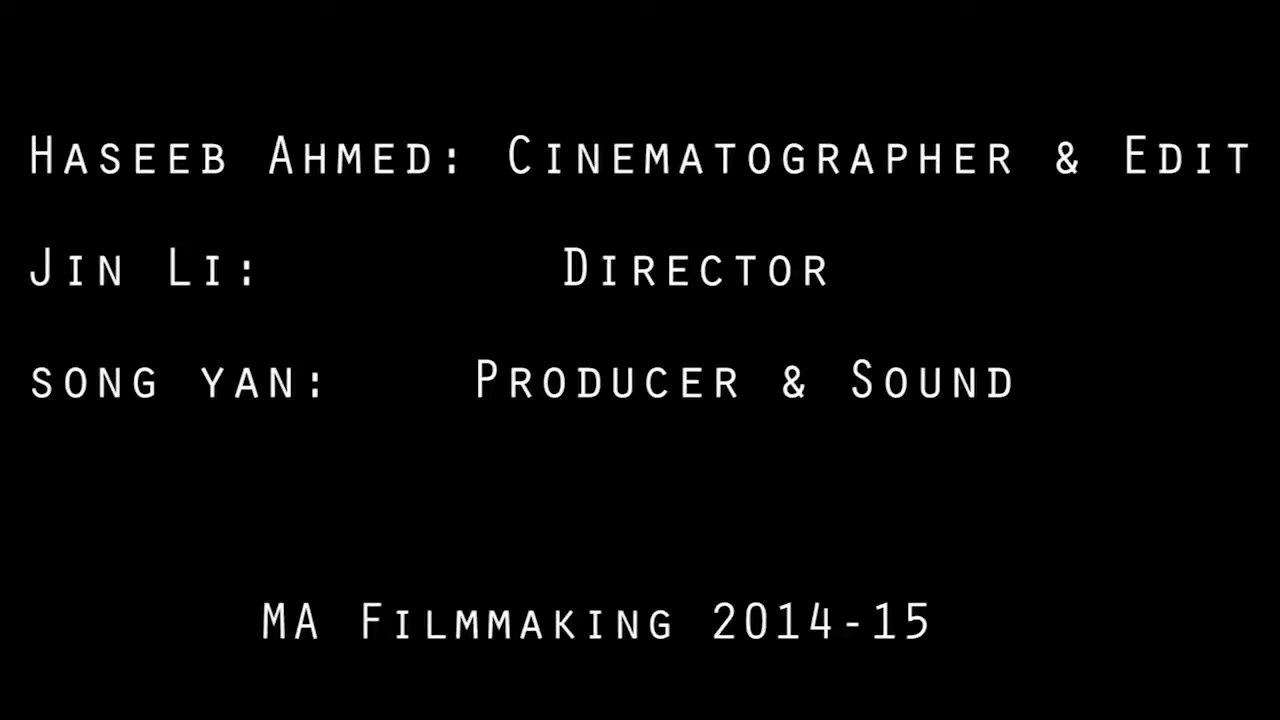 Haseeb Ahmed: Cinematographer & Edit
Jin Li: Director
song yan: Producer & Sound
MA Filmmaking 2014-15